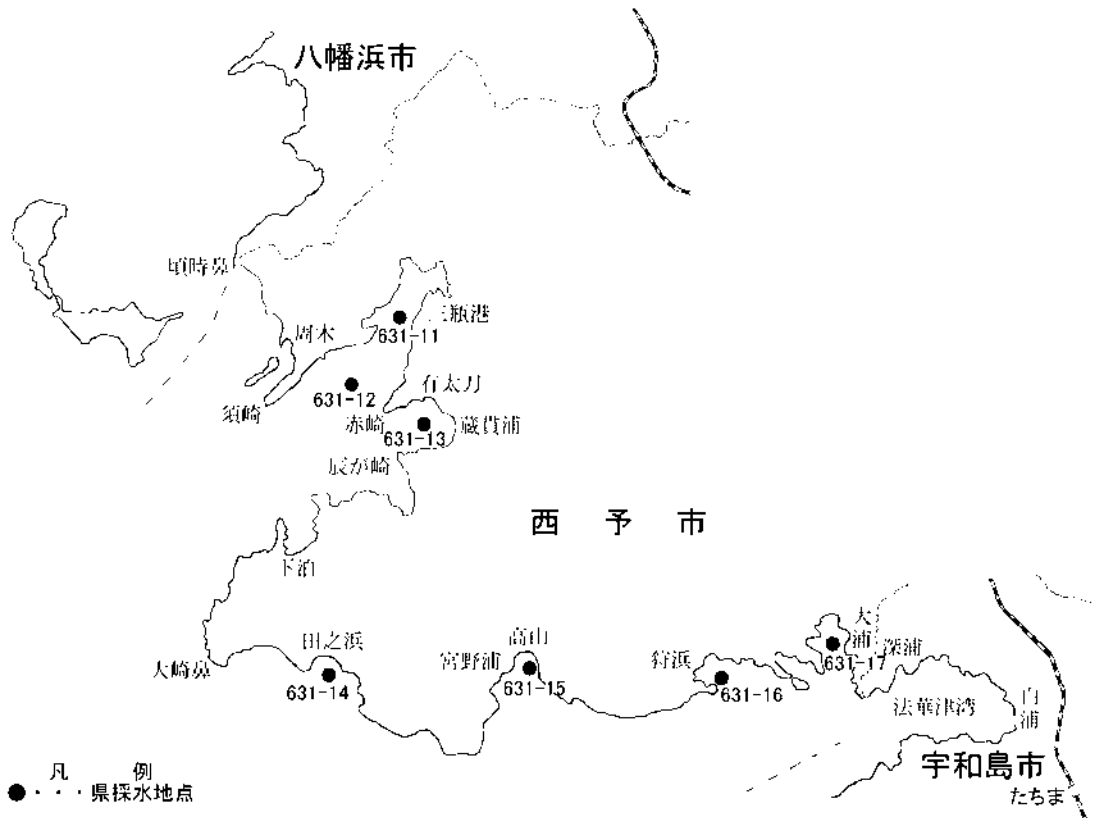 八幡浜市
頃時鼻
三瓶港
631-11
周木
631-12
有太刀
須崎
赤崎
蔵貫浦
631-13
辰が崎
西予市
下泊
大崎鼻
田之浜
631-14
宮野浦
高山
631-15
狩浜
631-16
大浦
631-17
深浦
法華津湾
白浦
宇和島市
たちま
凡例
●・・・県採水地点